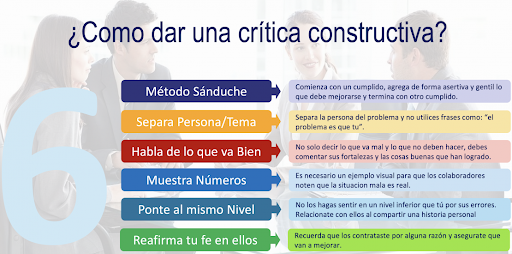 ¿Como dar una crítica constructiva?
6
Método Sánduche
Comienza con un cumplido, agrega de forma asertiva y gentil lo
que debe mejorarse y termina con otro cumplido.
Separa Persona/Tema
Separa la persona del problema y no utilices frases como: "el
problema es que tu".
Habla de lo que va Bien
No solo decir lo que va mal y lo que no deben hacer, debes
comentar sus fortalezas y las cosas buenas que han logrado.
Muestra Números
Es necesario un ejemplo visual para que los colaboradores
noten que la situacion mala es real.
Ponte al mismo Nivel
No los hagas sentir en un nivel inferior que tú por sus errores.
Relacionate con ellos al compartir una historia personal
Reafirma tu fe en ellos
Recuerda que los contrataste por alguna razón y asegurate que
van a mejorar.